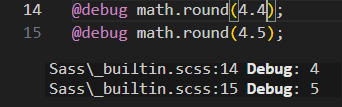 14 @debug math.round(4.4);
15 @debug math.round(4.5);
Sass\_builtin.scss:14 Debug: 4
Sass\_builtin.scss:15 Debug: 5